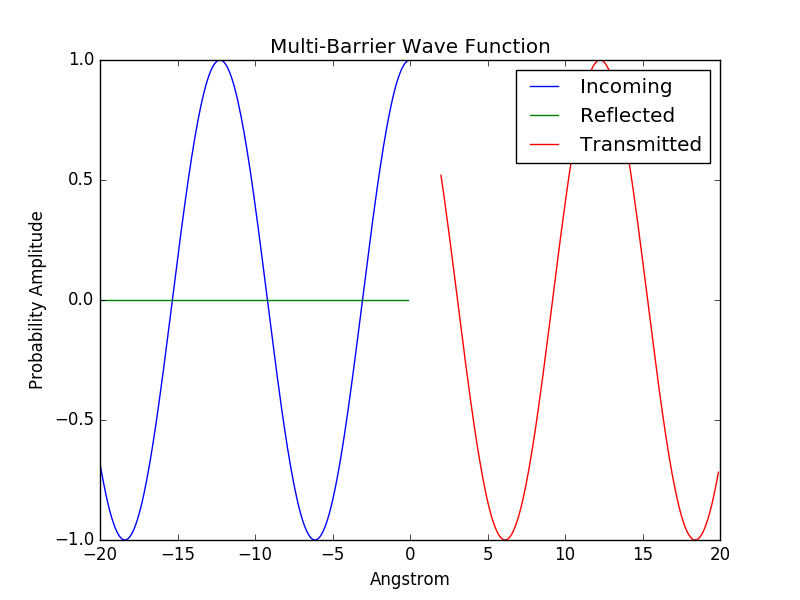 Multi-Barrier Wave Function
Incoming
Reflected
Transmitted
1.0
0.5
0.0
−0.5
−1.0
Probability Amplitude
−20 −15 −10 −5 0 5 10 15 20
Angstrom